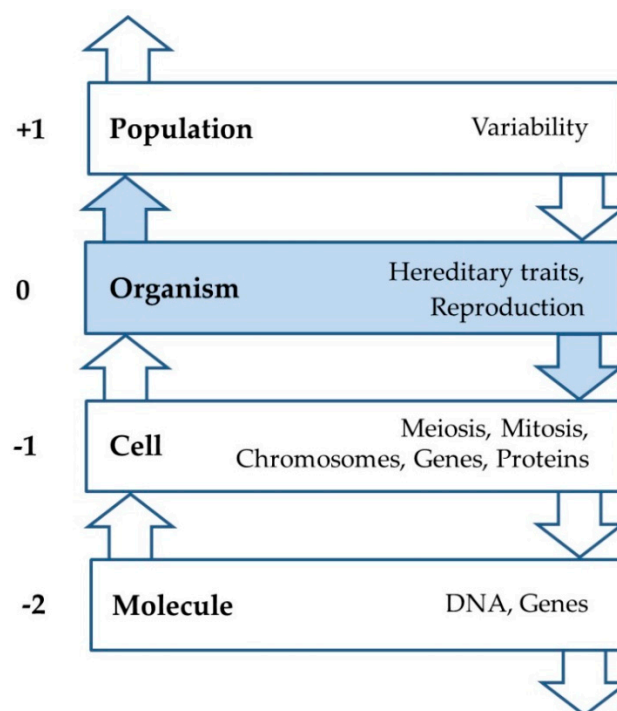 +1 Population Variability
0 Organism Hereditary traits,
Reproduction
-1 Cell Meiosis, Mitosis,
Chromosomes, Genes, Proteins
-2 Molecule DNA, Genes